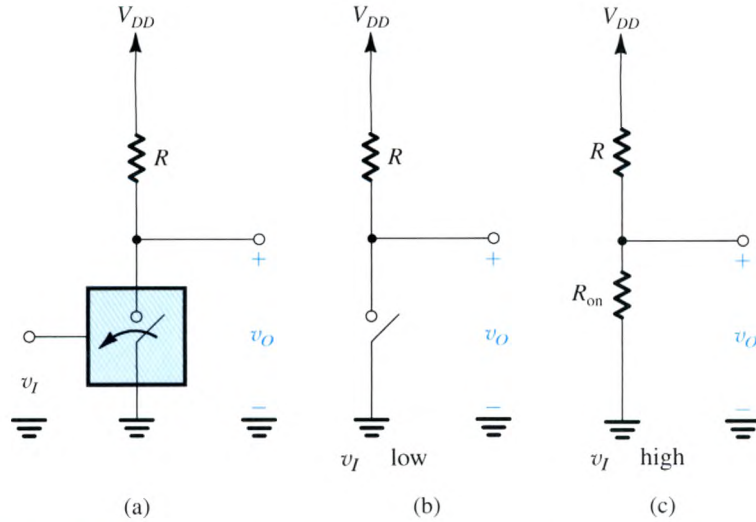 V_DD V_DD V_DD
R R R
+ + +
R_on
v_I v_O v_O v_O
− − −
v_I low v_I high
(a) (b) (c)